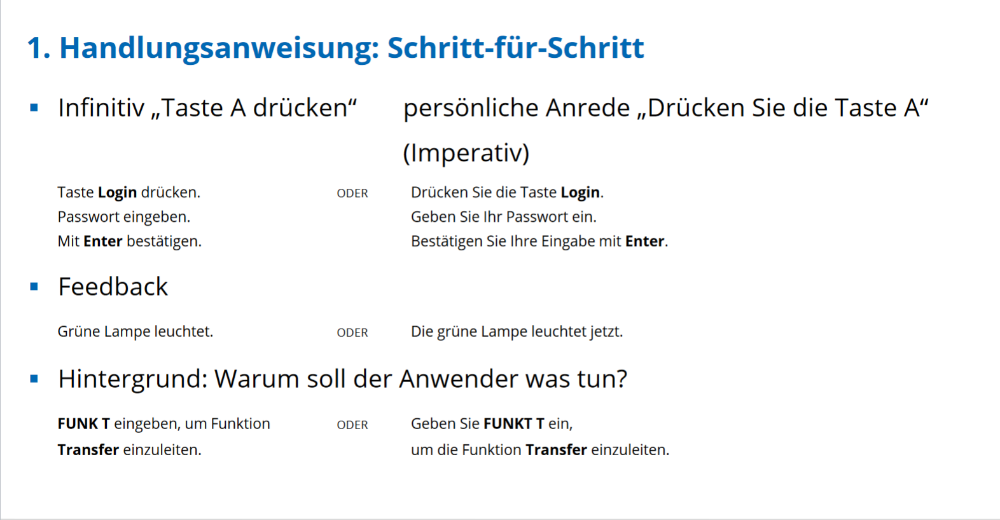 1. Handlungsanweisung: Schritt-für-Schritt
Infinitiv „Taste A drücken“ persönliche Anrede „Drücken Sie die Taste A“
(Imperativ)
Taste Login drücken. ODER Drücken Sie die Taste Login.
Passwort eingeben. Geben Sie Ihr Passwort ein.
Mit Enter bestätigen. Bestätigen Sie Ihre Eingabe mit Enter.
Feedback
Grüne Lampe leuchtet. ODER Die grüne Lampe leuchtet jetzt.
Hintergrund: Warum soll der Anwender was tun?
FUNK T eingeben, um Funktion ODER Geben Sie FUNKT T ein,
Transfer einzuleiten. um die Funktion Transfer einzuleiten.